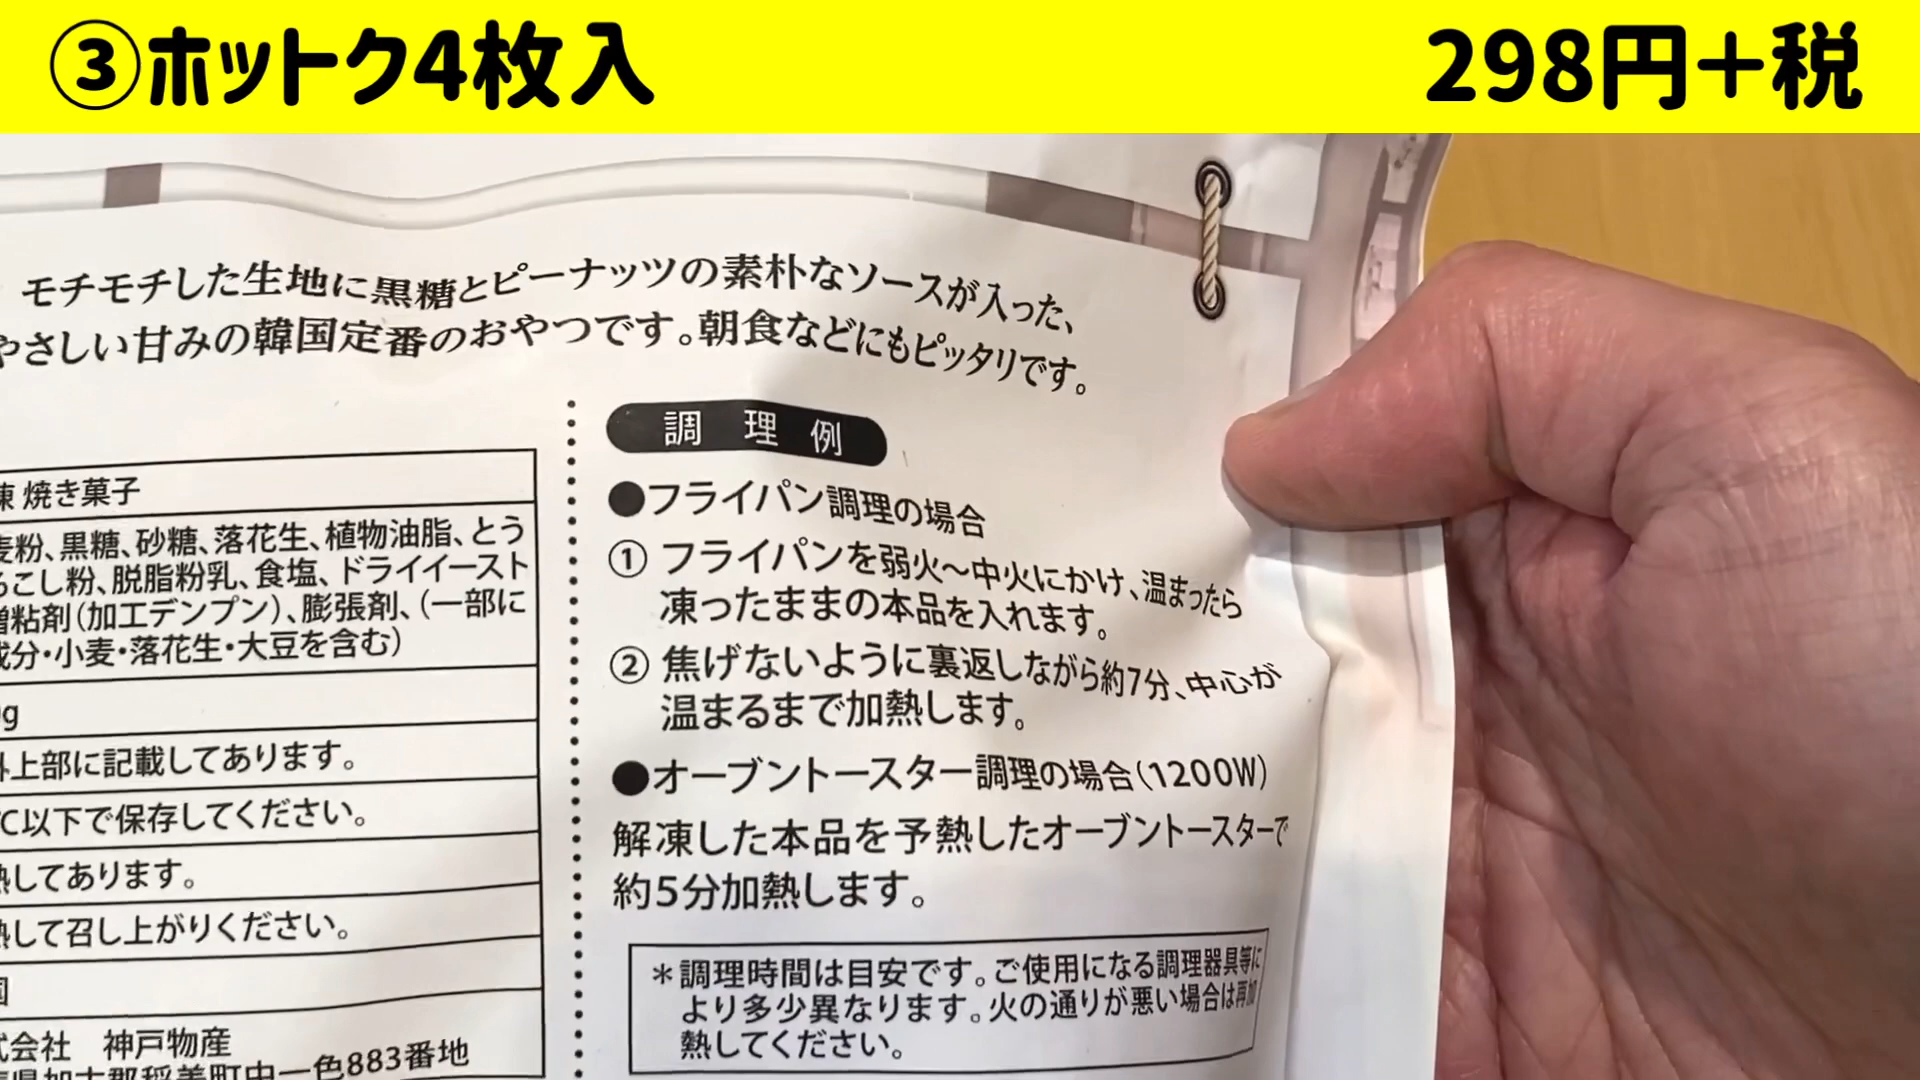 ③ホットク4枚入
298円＋税
モチモチした生地に黒糖とピーナッツの素朴なソースが入った、
やさしい甘みの韓国定番のおやつです。朝食などにもピッタリです。
焼き菓子
麦粉、黒糖、砂糖、落花生、植物油脂、とう
ろこし粉、脱脂粉乳、食塩、ドライイースト
増粘剤（加工デンプン）、膨張剤、（一部に
成分・小麦・落花生・大豆を含む）
g
上部に記載してあります。
℃以下で保存してください。
熱してあります。
熱して召し上がりください。
国
式会社 神戸物産
県加古郡稲美町中一色883番地
調理例
●フライパン調理の場合
① フライパンを弱火～中火にかけ、温まったら
凍ったままの本品を入れます。
② 焦げないように裏返しながら約7分、中心が
温まるまで加熱します。
●オーブントースター調理の場合（1200W）
解凍した本品を予熱したオーブントースターで
約5分加熱します。
＊調理時間は目安です。ご使用になる調理器具等に
より多少異なります。火の通りが悪い場合は再加
熱してください。